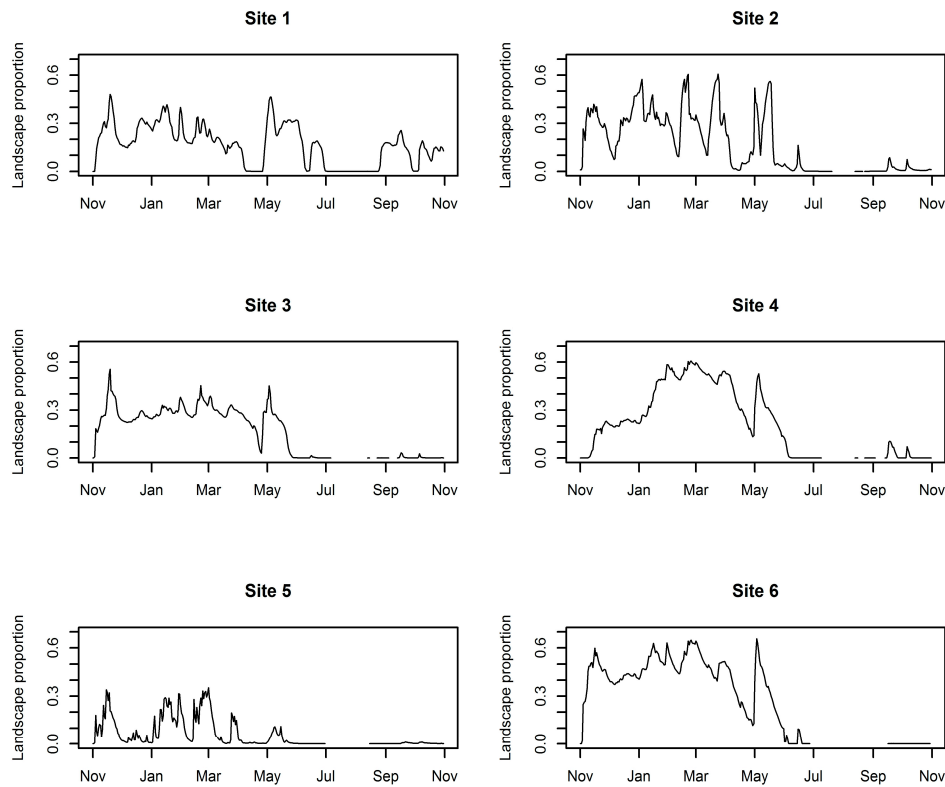 Site 1
Landscape proportion
0.0 0.3 0.6
Nov Jan Mar May Jul Sep Nov
Site 2
Landscape proportion
0.0 0.3 0.6
Nov Jan Mar May Jul Sep Nov
Site 3
Landscape proportion
0.0 0.3 0.6
Nov Jan Mar May Jul Sep Nov
Site 4
Landscape proportion
0.0 0.3 0.6
Nov Jan Mar May Jul Sep Nov
Site 5
Landscape proportion
0.0 0.3 0.6
Nov Jan Mar May Jul Sep Nov
Site 6
Landscape proportion
0.0 0.3 0.6
Nov Jan Mar May Jul Sep Nov